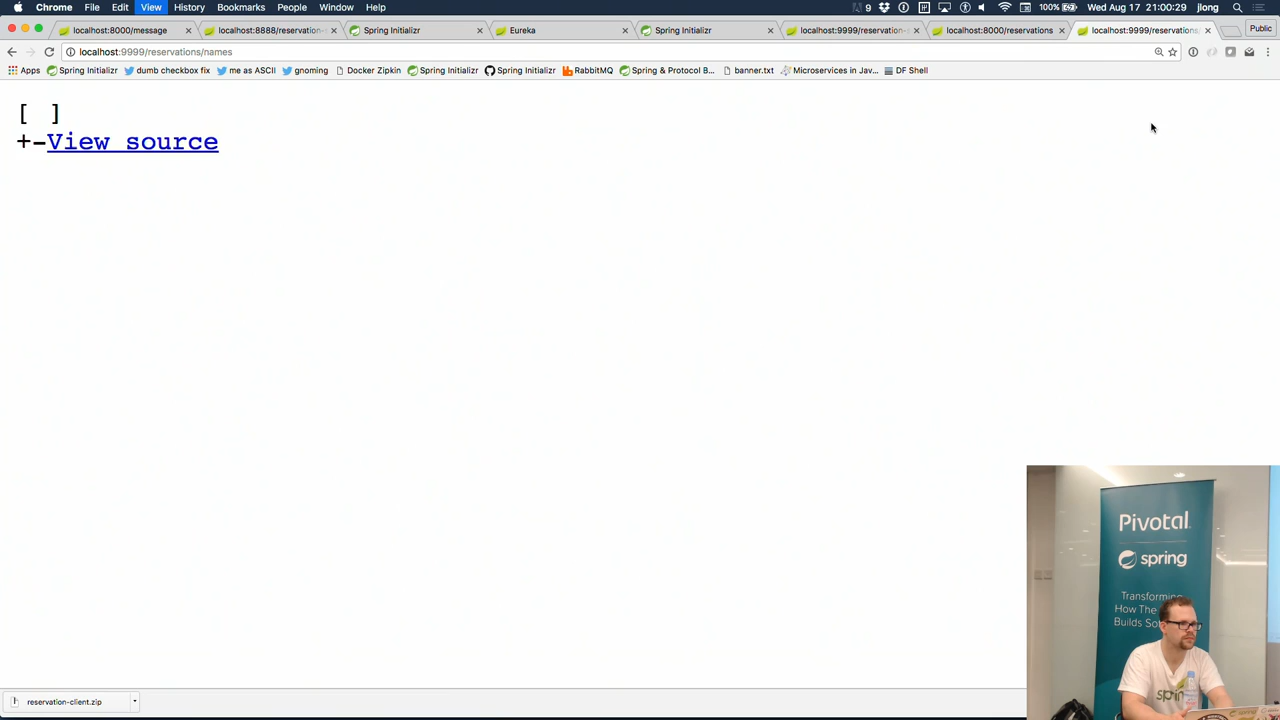 Chrome File Edit View History Bookmarks People Window Help 9 100% Wed Aug 17 21:00:29 jlong
localhost:8000/message localhost:8888/reservation- Spring Initializr Eureka Spring Initializr localhost:9999/reservation- localhost:8000/reservations localhost:9999/reservations/ Public
localhost:9999/reservations/names
Apps Spring Initializr dumb checkbox fix me as ASCII gnoming Docker Zipkin Spring Initializr Spring Initializr RabbitMQ Spring & Protocol B... banner.txt Microservices in Jav... DF Shell
[ ]
+-View source
Pivotal
spring
Transforming
How The
Builds
spring
reservation-client.zip